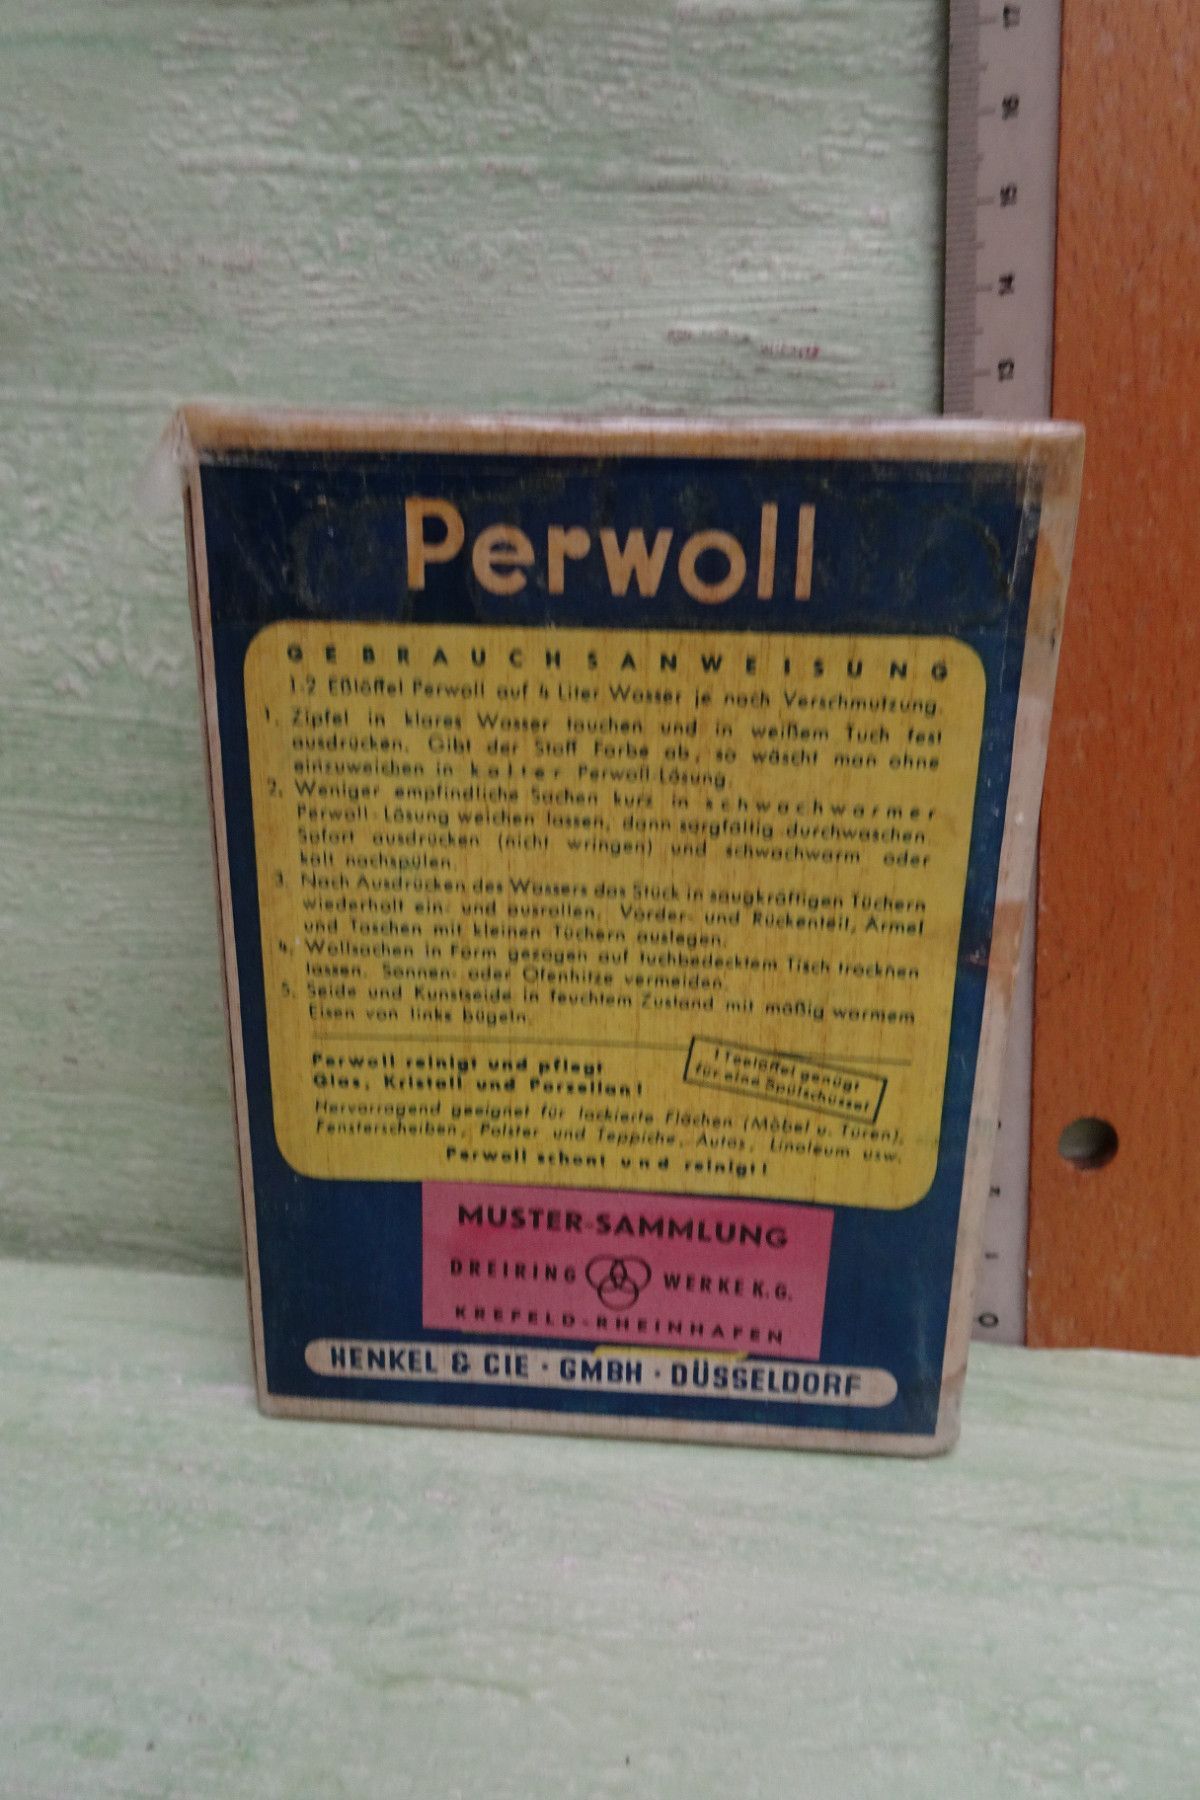 Perwoll
GEBRAUCHSANWEISUNG
1-2 Eßlöffel Perwoll auf 4 Liter Wasser je nach Verschmutzung.
1. Zipfel in klares Wasser tauchen und in weißem Tuch fest
ausdrücken. Gibt der Stoff Farbe ab, so wäscht man ohne
einzuweichen in kalter Perwoll-Lösung.
2. Weniger empfindliche Sachen kurz in schwachwarmer
Perwoll-Lösung weichen lassen, dann sorgfältig durchwaschen.
Sofort ausdrücken (nicht wringen) und schwachwarm oder
kalt nachspülen.
3. Nach Ausdrücken des Wassers das Stück in saugkräftigen Tüchern
wiederholt ein- und ausrollen. Vorder- und Rückenteil, Ärmel
und Taschen mit kleinen Tüchern auslegen.
4. Wollsachen in Form gezogen auf tuchbedecktem Tisch trocknen
lassen. Sonnen- oder Ofenhitze vermeiden.
5. Seide und Kunstseide in feuchtem Zustand mit mäßig warmem
Eisen von links bügeln.
Perwoll reinigt und pflegt
Glas, Kristall und Porzellan!
1 Teelöffel genügt
für eine Spülschüssel
Hervorragend geeignet für lackierte Flächen (Möbel u. Türen),
Fensterscheiben, Polster und Teppiche, Autos, Linoleum usw.
Perwoll schont und reinigt!
MUSTER-SAMMLUNG
DREIRING WERKE K.G.
KREFELD-RHEINHAFEN
HENKEL & CIE · GMBH · DÜSSELDORF
17
16
15
14
13
2
1
0